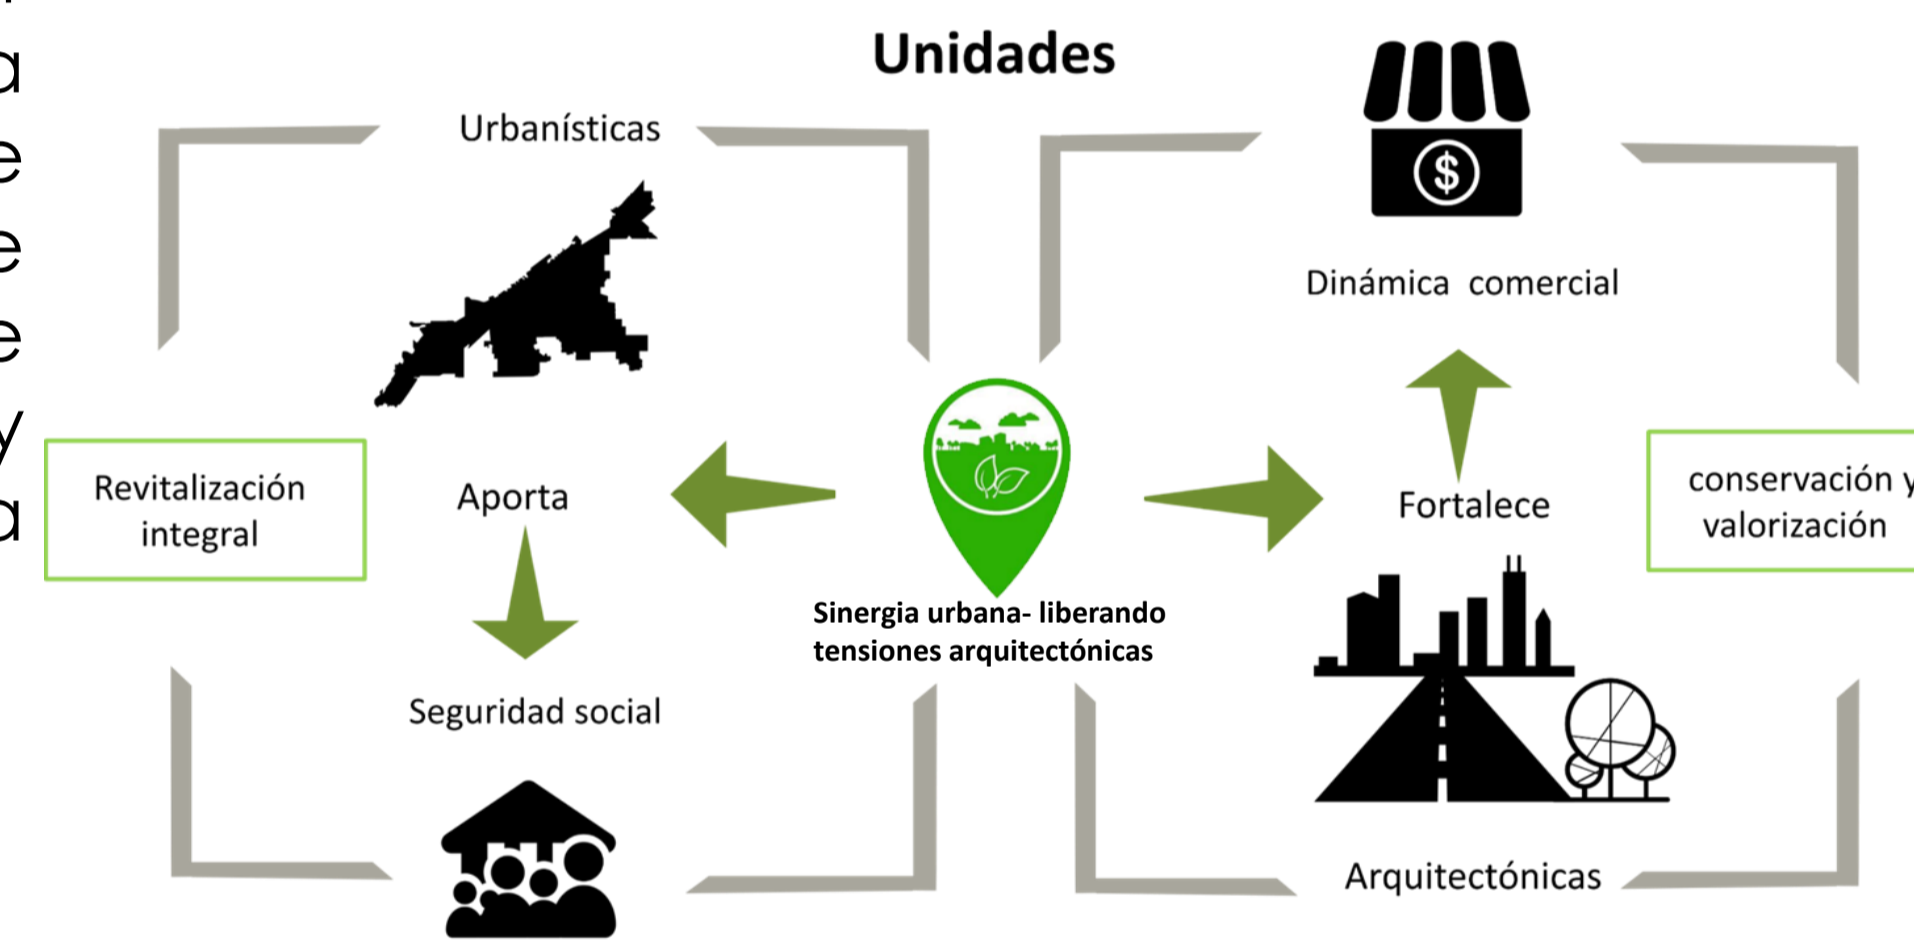 a
e
e
e
y
a
Unidades
Urbanísticas
$
Dinámica comercial
Revitalización
integral
Aporta
Fortalece
conservación y
valorización
Sinergia urbana- liberando
tensiones arquitectónicas
Seguridad social
Arquitectónicas